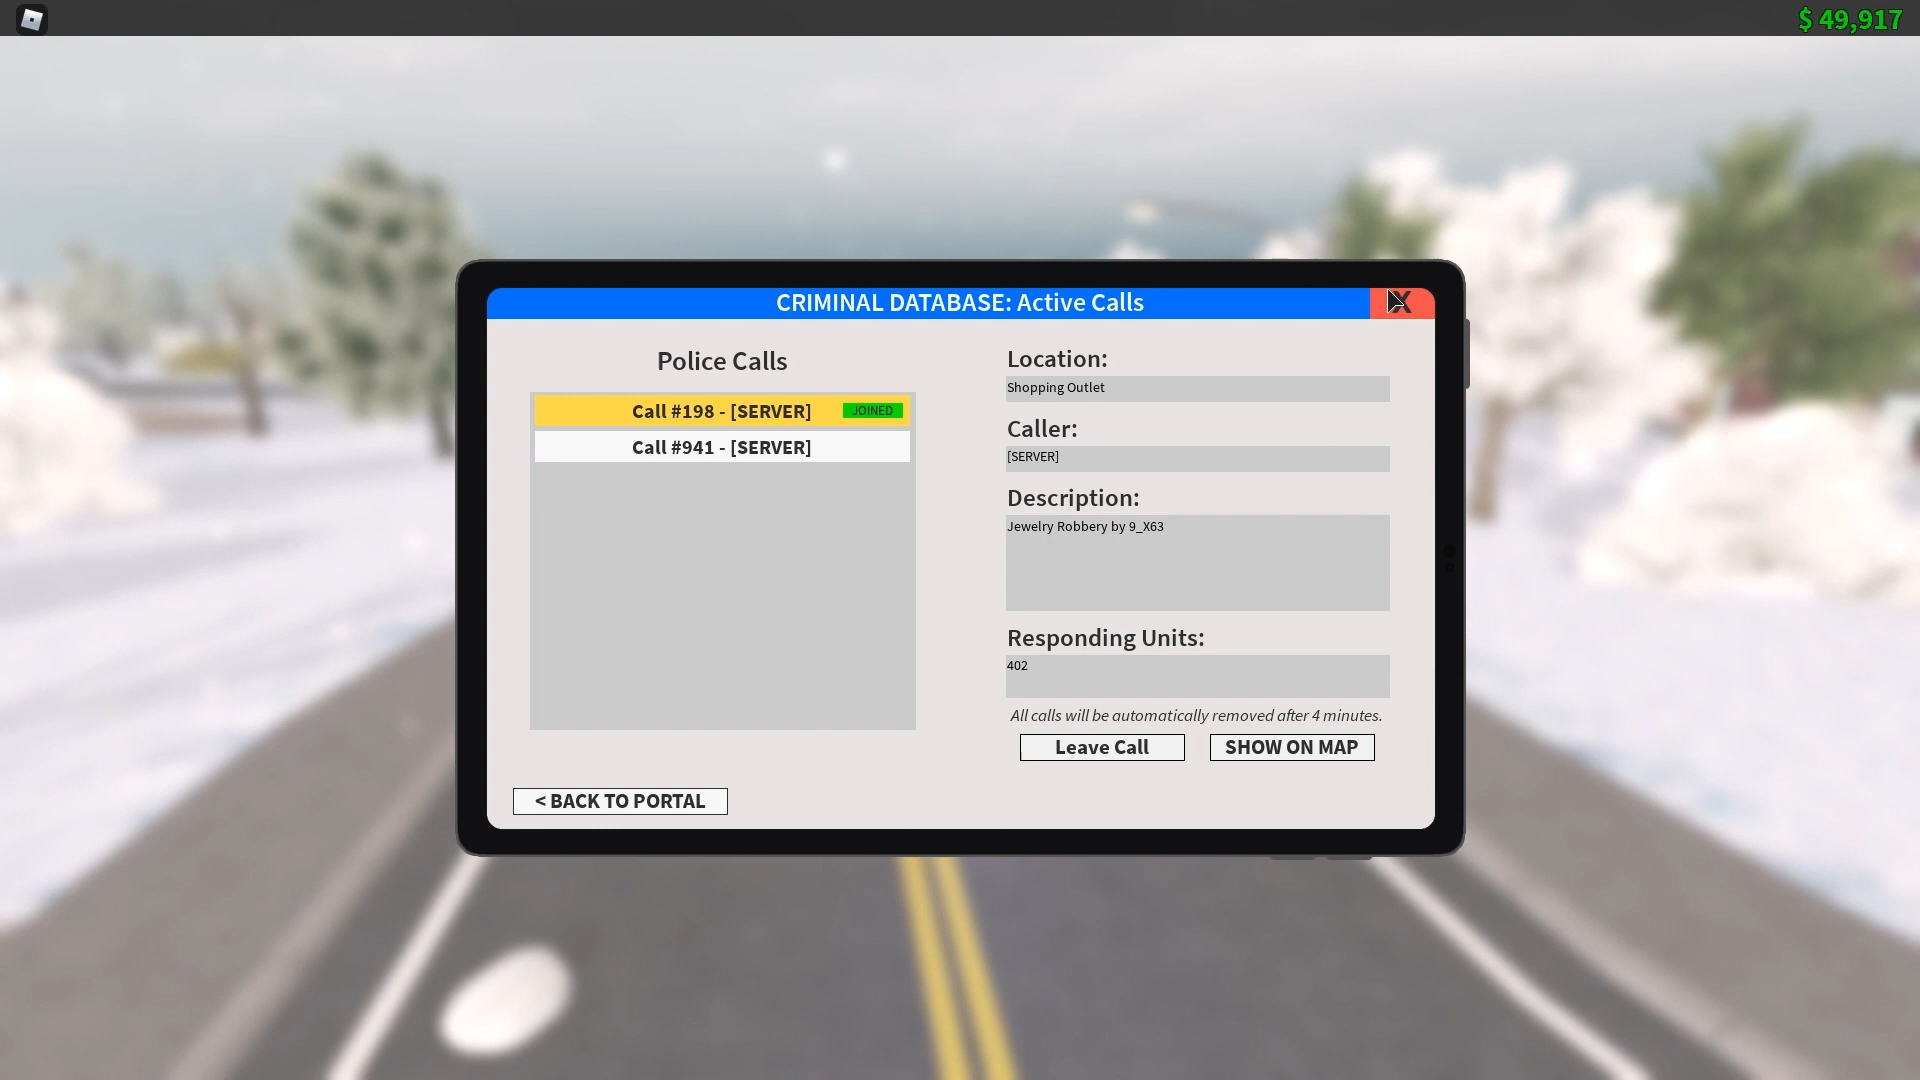 $ 49,917
CRIMINAL DATABASE: Active Calls
X
Police Calls
Call #198 - [SERVER]
JOINED
Call #941 - [SERVER]
Location:
Shopping Outlet
Caller:
[SERVER]
Description:
Jewelry Robbery by 9_X63
Responding Units:
402
All calls will be automatically removed after 4 minutes.
Leave Call
SHOW ON MAP
< BACK TO PORTAL